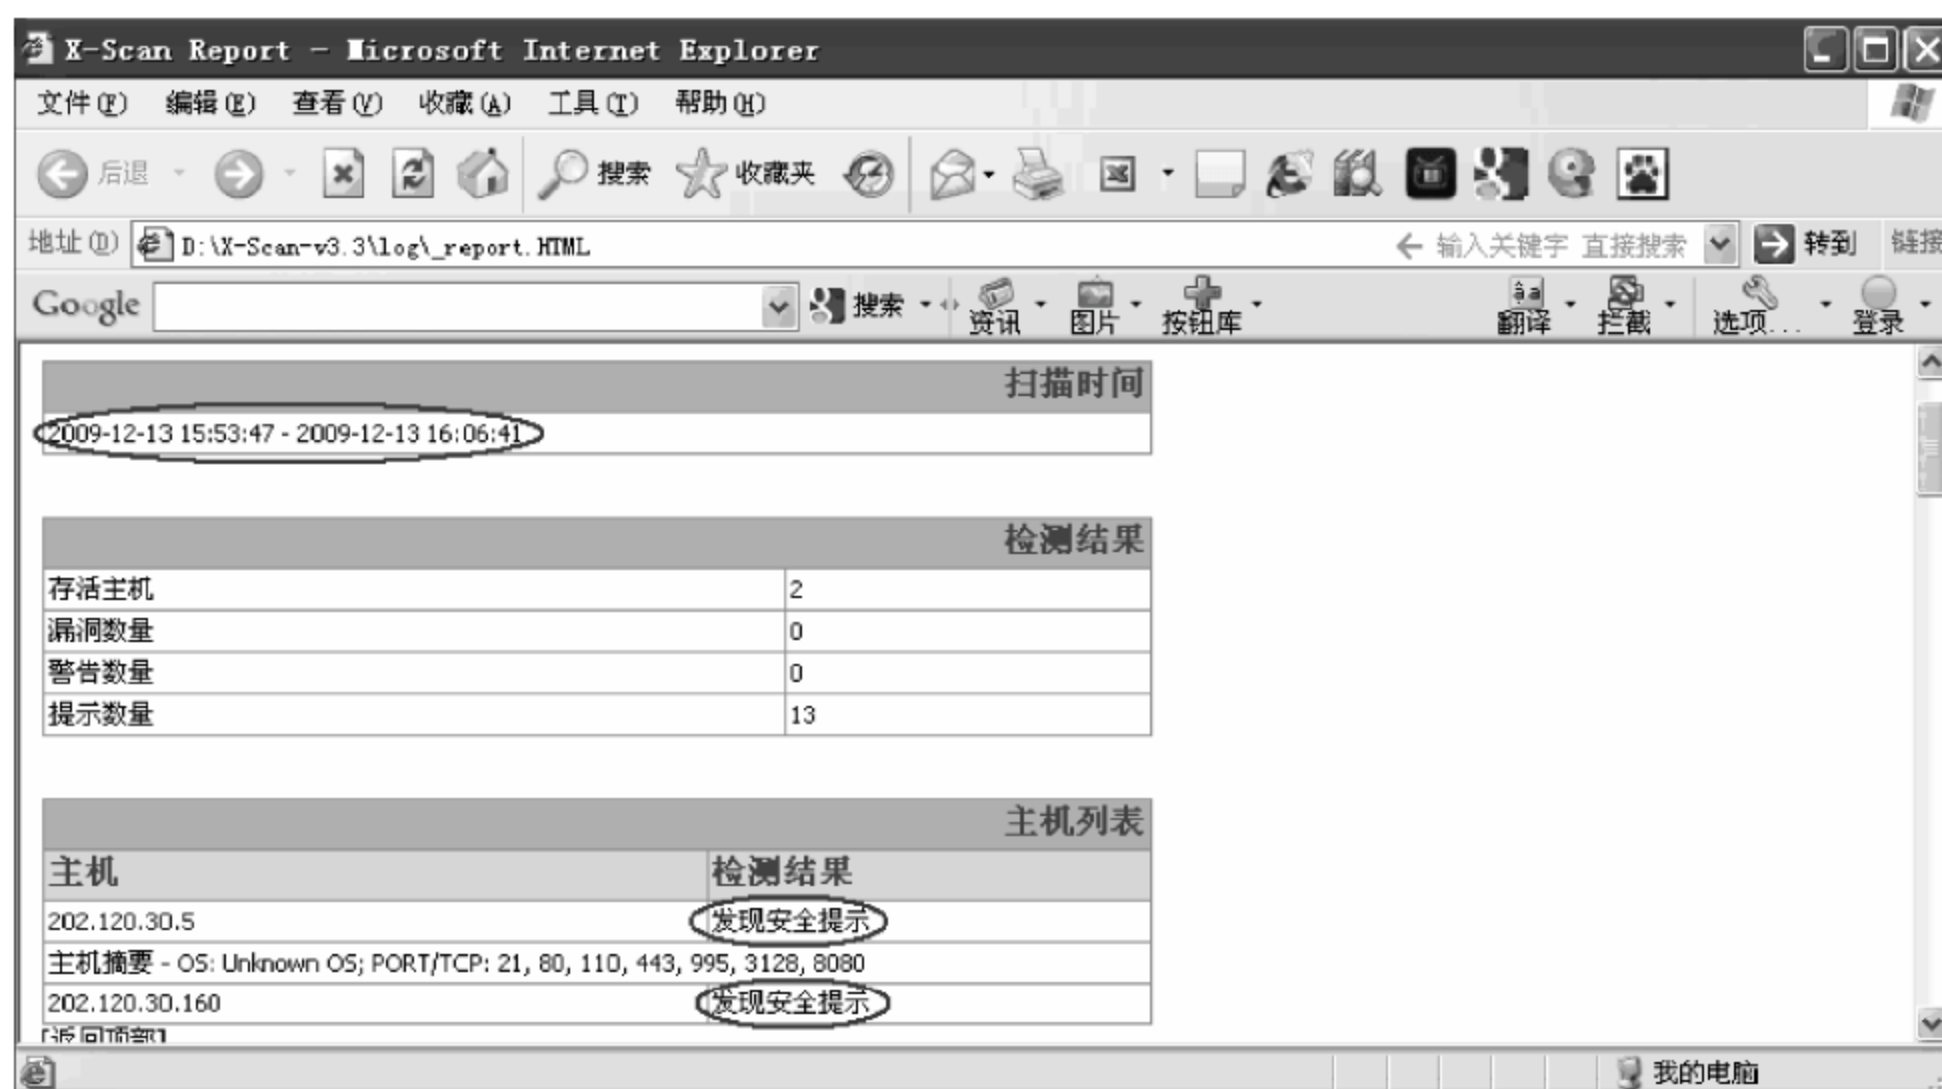 X-Scan Report - Microsoft Internet Explorer
文件(F) 编辑(E) 查看(V) 收藏(A) 工具(T) 帮助(H)
后退 搜索 收藏夹
地址(D) D:\X-Scan-v3.3\log\_report.HTML 输入关键字 直接搜索 转到 链接
Google 搜索 资讯 图片 按钮库 翻译 拦截 选项... 登录
扫描时间
2009-12-13 15:53:47 - 2009-12-13 16:06:41
检测结果
存活主机 2
漏洞数量 0
警告数量 0
提示数量 13
主机列表
主机 检测结果
202.120.30.5 发现安全提示
主机摘要 - OS: Unknown OS; PORT/TCP: 21, 80, 110, 443, 995, 3128, 8080
202.120.30.160 发现安全提示
[返回顶部]
我的电脑